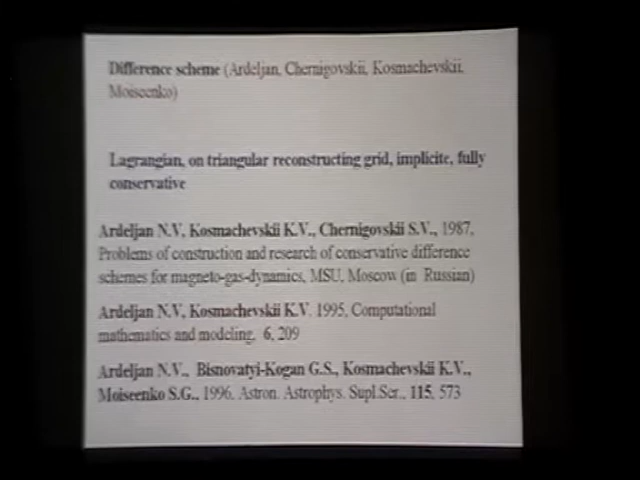 Difference scheme (Ardeljan, Chernigovskii, Kosmachevskii,
Moiseenko)
Lagrangian, on triangular reconstructing grid, implicite, fully
conservative
Ardeljan N.V, Kosmachevskii K.V., Chernigovskii S.V., 1987,
Problems of construction and research of conservative difference
schemes for magneto-gas-dynamics, MSU, Moscow (in Russian)
Ardeljan N.V, Kosmachevskii K.V. 1995, Computational
mathematics and modeling, 6, 209
Ardeljan N.V., Bisnovatyi-Kogan G.S., Kosmachevskii K.V.,
Moiseenko S.G., 1996, Astron. Astrophys. Supl.Ser., 115, 573